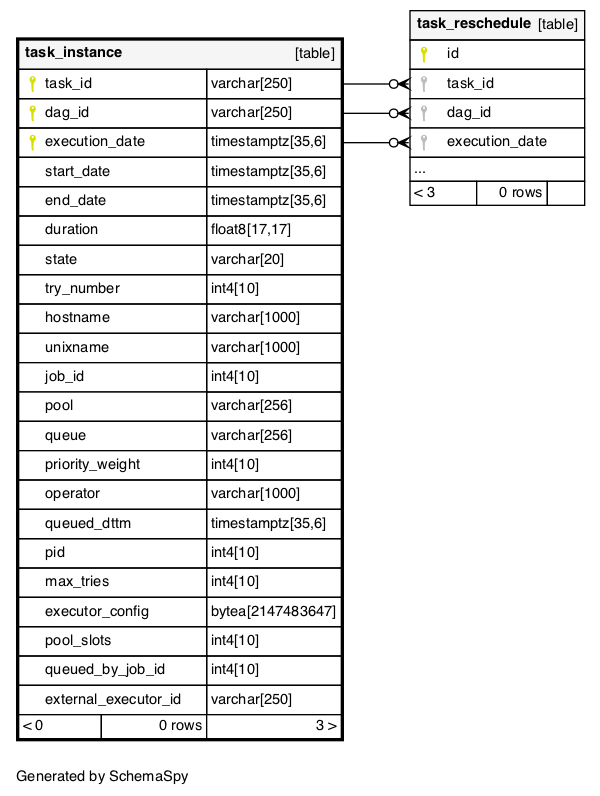 task_instance [table]
task_id varchar[250]
dag_id varchar[250]
execution_date timestamptz[35,6]
start_date timestamptz[35,6]
end_date timestamptz[35,6]
duration float8[17,17]
state varchar[20]
try_number int4[10]
hostname varchar[1000]
unixname varchar[1000]
job_id int4[10]
pool varchar[256]
queue varchar[256]
priority_weight int4[10]
operator varchar[1000]
queued_dttm timestamptz[35,6]
pid int4[10]
max_tries int4[10]
executor_config bytea[2147483647]
pool_slots int4[10]
queued_by_job_id int4[10]
external_executor_id varchar[250]
< 0 0 rows 3 >
task_reschedule [table]
id
task_id
dag_id
execution_date
...
< 3 0 rows
Generated by SchemaSpy